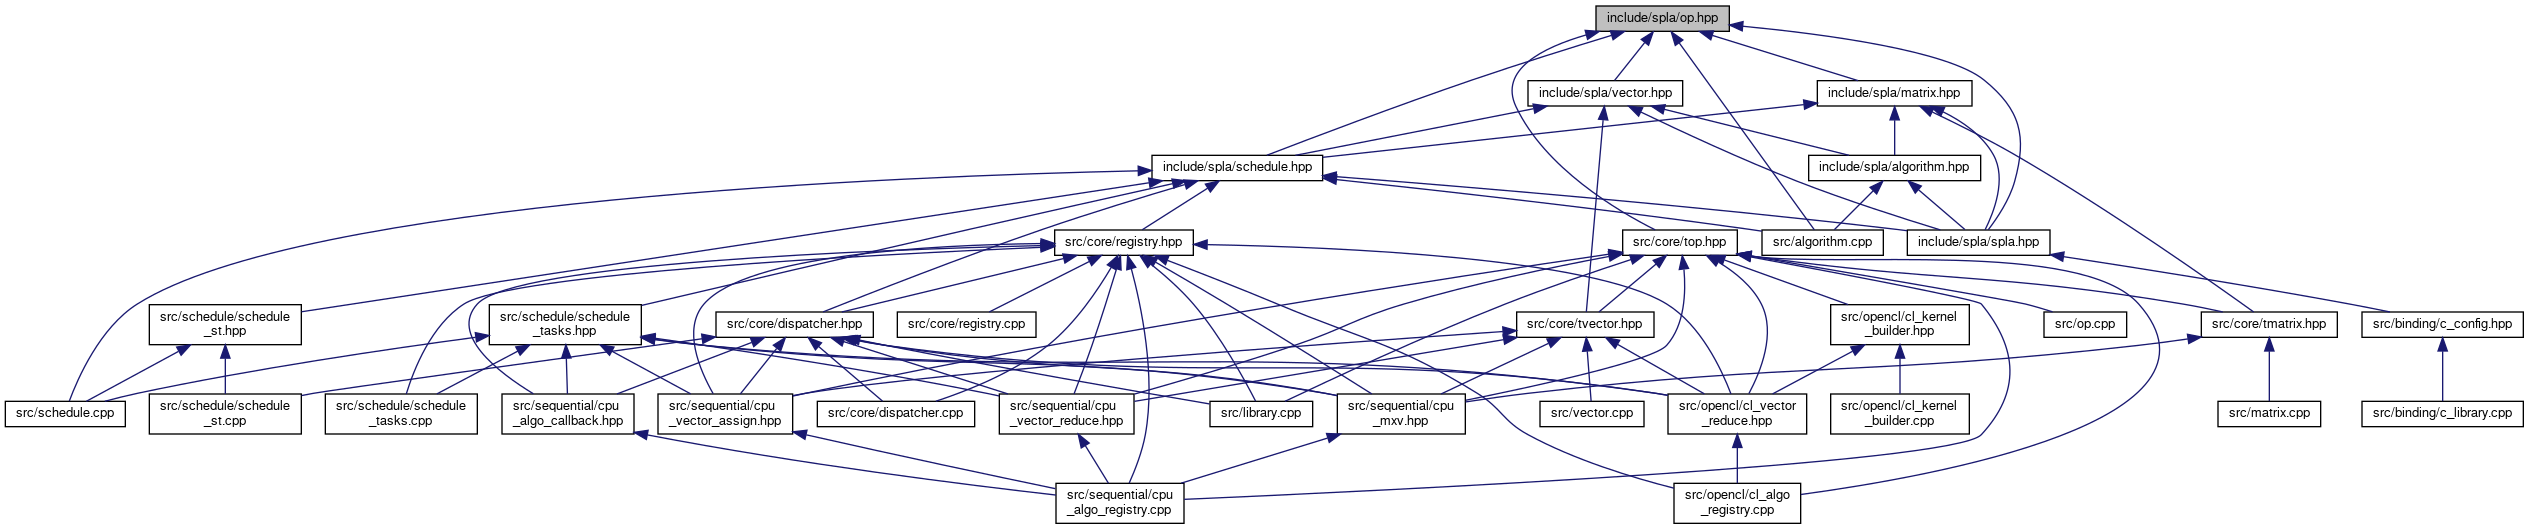 include/spla/op.hpp
include/spla/vector.hpp
include/spla/matrix.hpp
include/spla/schedule.hpp
include/spla/algorithm.hpp
src/core/registry.hpp
src/core/top.hpp
src/algorithm.cpp
include/spla/spla.hpp
src/schedule/schedule
_st.hpp
src/schedule/schedule
_tasks.hpp
src/core/dispatcher.hpp
src/core/registry.cpp
src/core/tvector.hpp
src/opencl/cl_kernel
_builder.hpp
src/op.cpp
src/core/tmatrix.hpp
src/binding/c_config.hpp
src/schedule.cpp
src/schedule/schedule
_st.cpp
src/schedule/schedule
_tasks.cpp
src/sequential/cpu
_algo_callback.hpp
src/sequential/cpu
_vector_assign.hpp
src/core/dispatcher.cpp
src/sequential/cpu
_vector_reduce.hpp
src/library.cpp
src/sequential/cpu
_mxv.hpp
src/vector.cpp
src/opencl/cl_vector
_reduce.hpp
src/opencl/cl_kernel
_builder.cpp
src/matrix.cpp
src/binding/c_library.cpp
src/sequential/cpu
_algo_registry.cpp
src/opencl/cl_algo
_registry.cpp